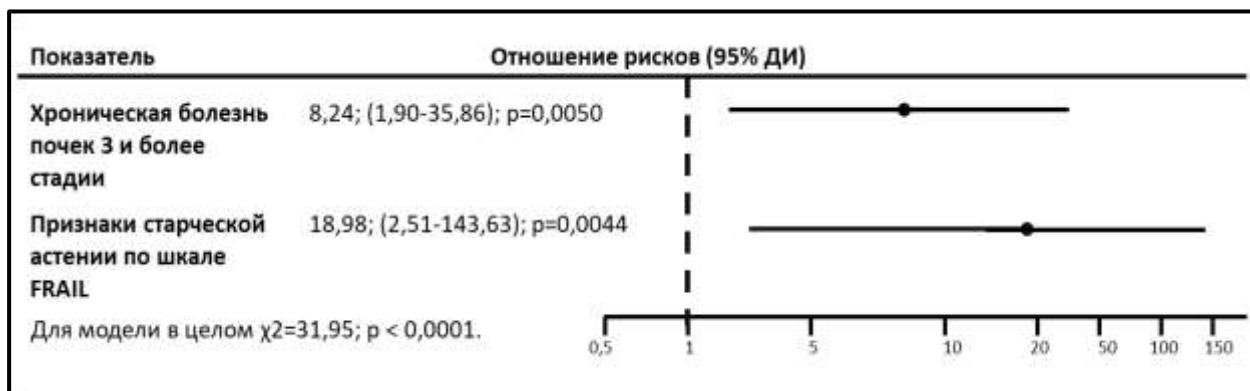 Показатель Отношение рисков (95% ДИ)
Хроническая болезнь 8,24; (1,90-35,86); p=0,0050
почек 3 и более
стадии
Признаки старческой 18,98; (2,51-143,63); p=0,0044
астении по шкале
FRAIL
Для модели в целом χ2=31,95; p < 0,0001.
0,5 1 5 10 20 50 100 150